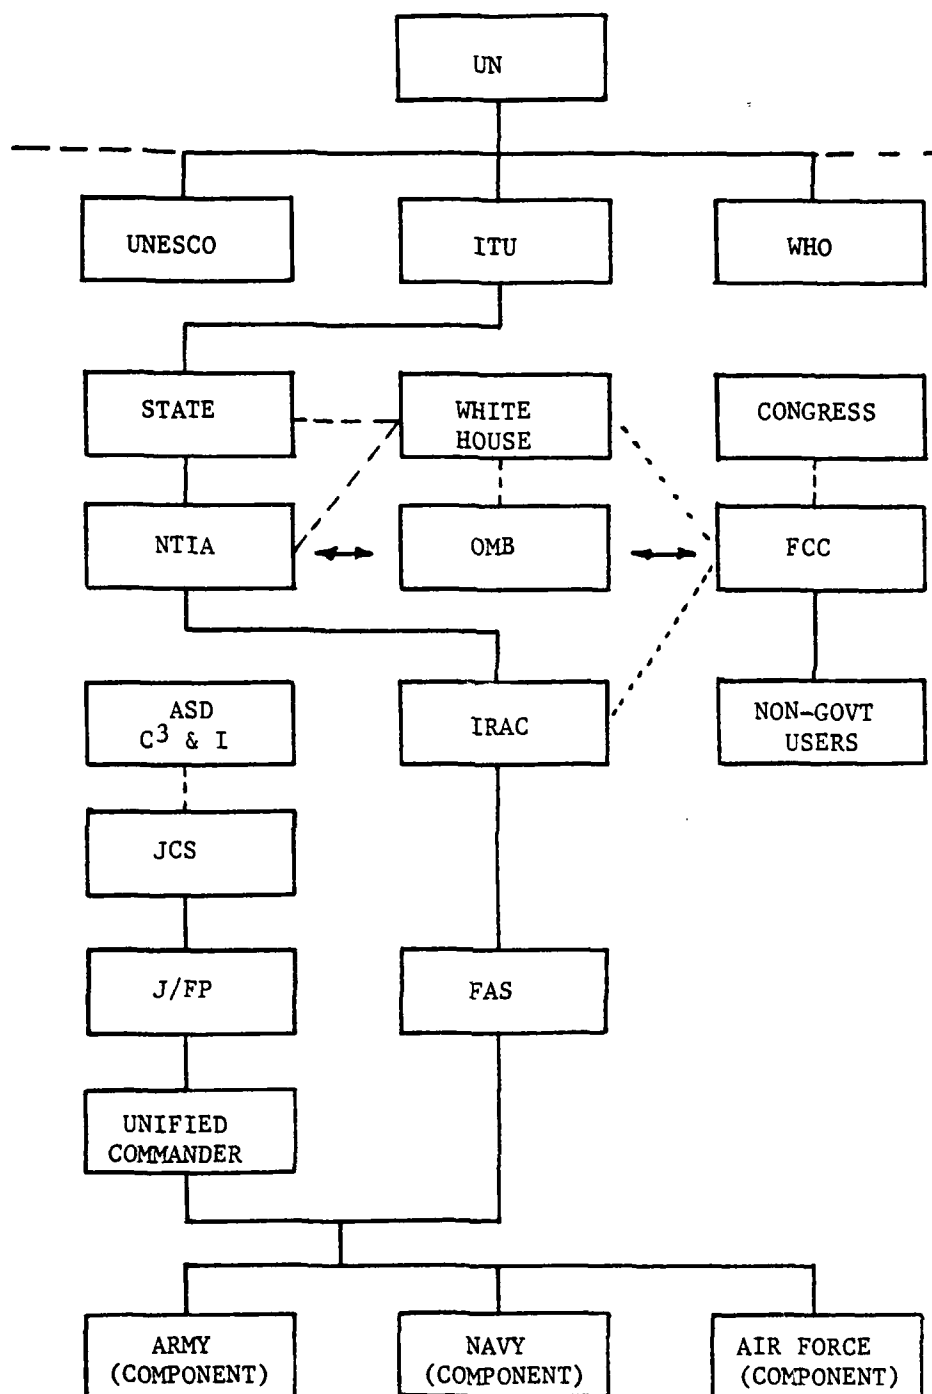 UN
UNESCO
ITU
WHO
STATE
WHITE
HOUSE
CONGRESS
NTIA
OMB
FCC
ASD
C³ & I
IRAC
NON-GOVT
USERS
JCS
J/FP
FAS
UNIFIED
COMMANDER
ARMY
(COMPONENT)
NAVY
(COMPONENT)
AIR FORCE
(COMPONENT)